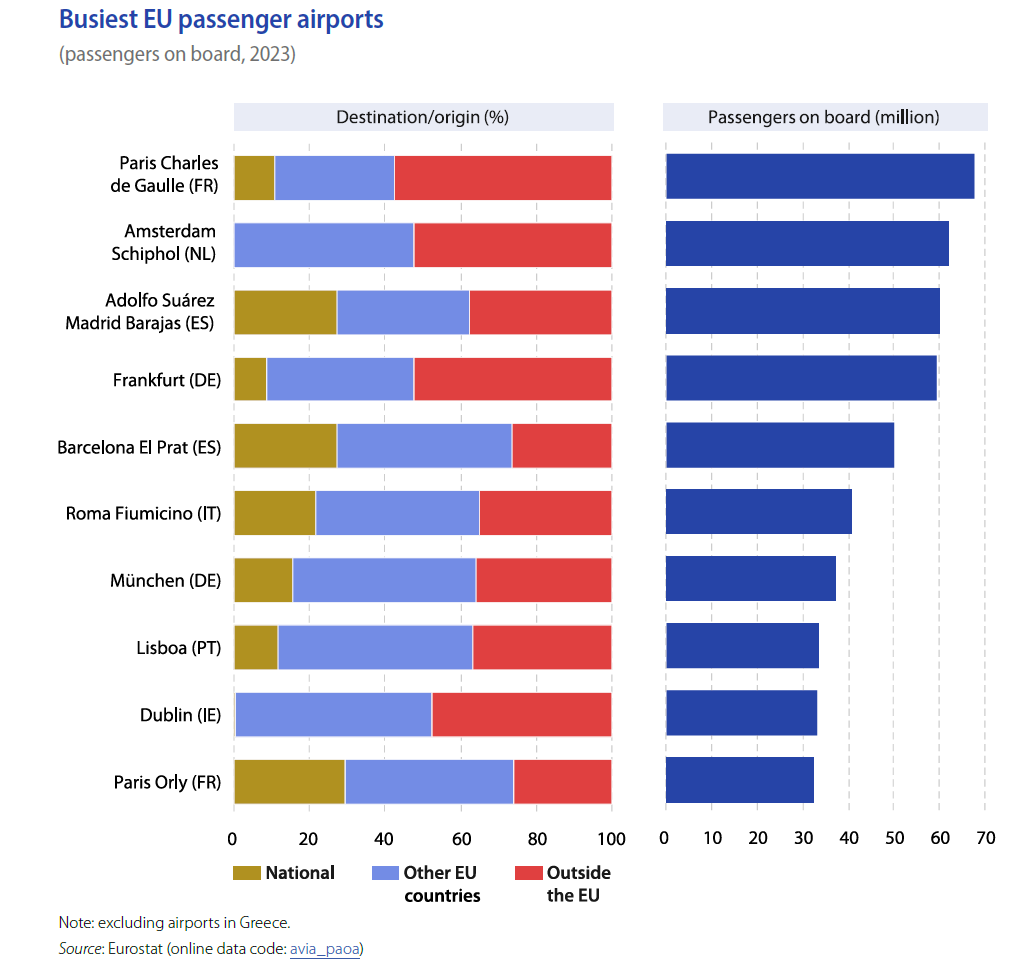 Busiest EU passenger airports
(passengers on board, 2023)
Destination/origin (%)
Passengers on board (million)
Paris Charles
de Gaulle (FR)
Amsterdam
Schiphol (NL)
Adolfo Suárez
Madrid Barajas (ES)
Frankfurt (DE)
Barcelona El Prat (ES)
Roma Fiumicino (IT)
München (DE)
Lisboa (PT)
Dublin (IE)
Paris Orly (FR)
0 20 40 60 80 100
0 10 20 30 40 50 60 70
National
Other EU
countries
Outside
the EU
Note: excluding airports in Greece.
Source: Eurostat (online data code: avia_paoa)